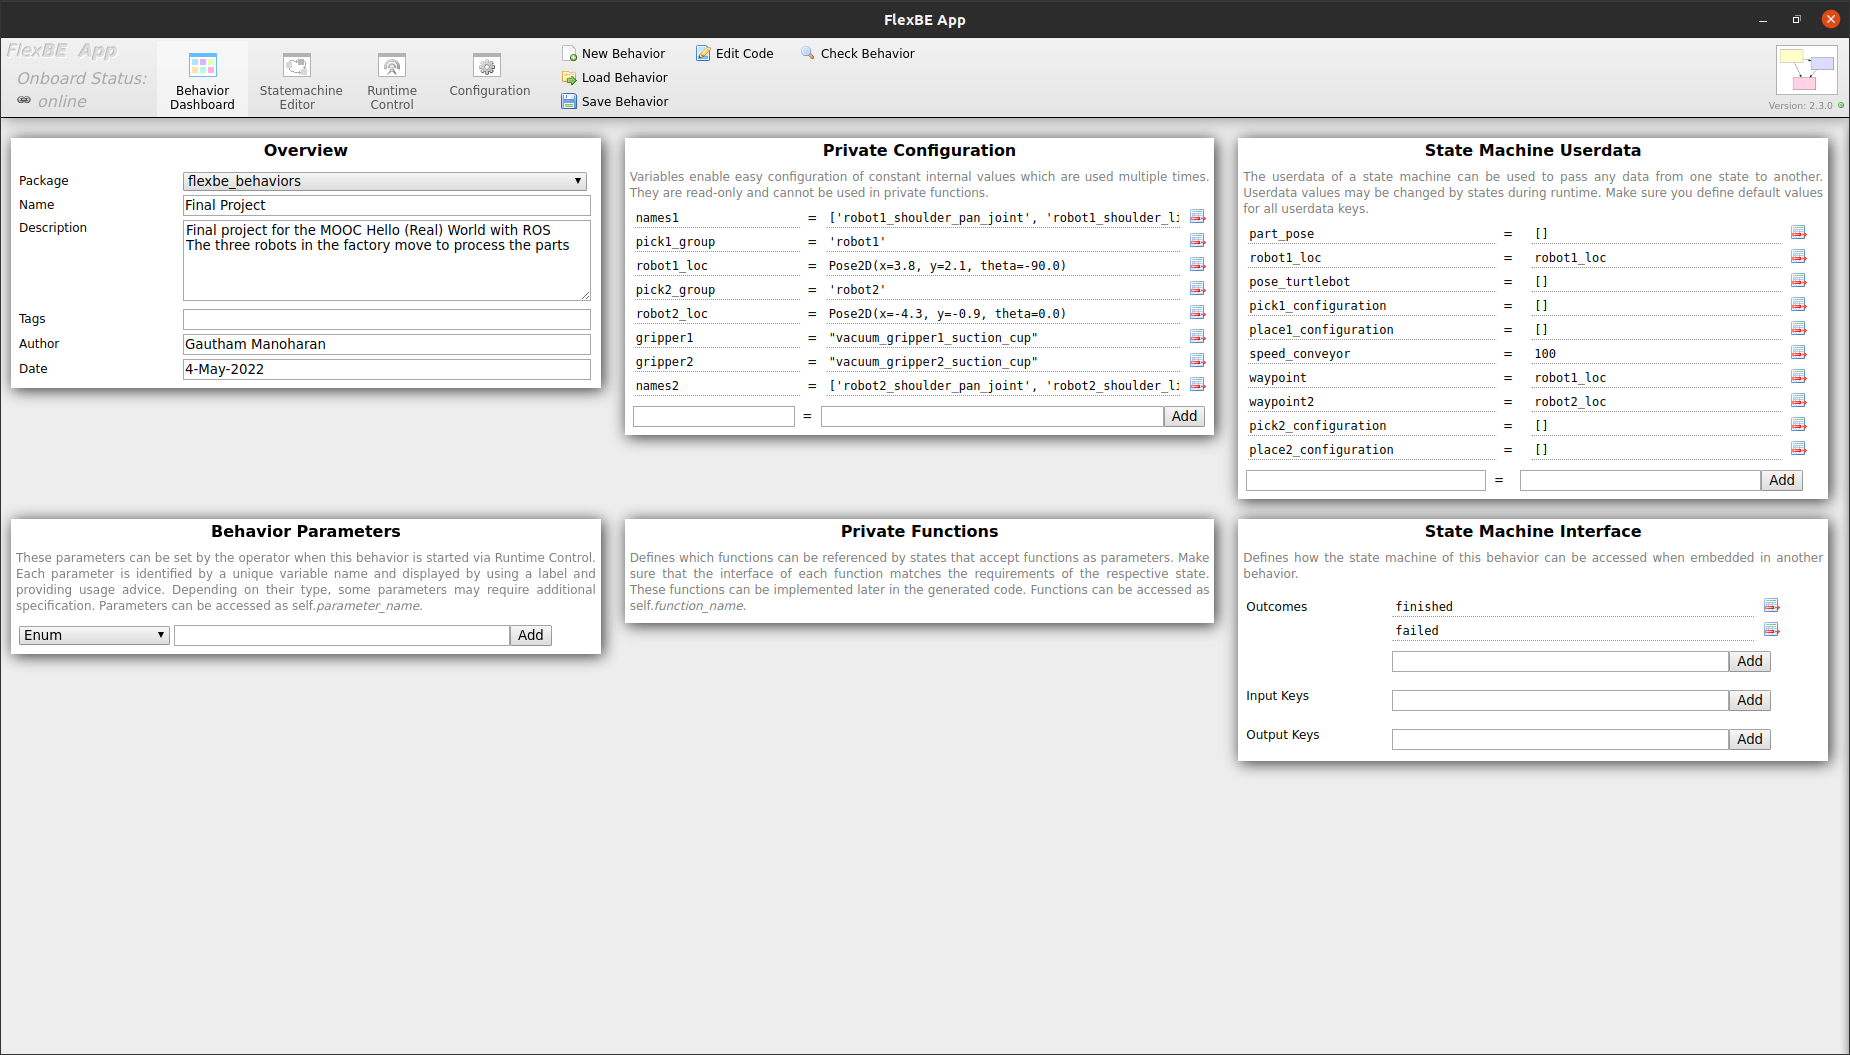 FlexBE App
FlexBE App
Onboard Status:
online
Behavior
Dashboard
Statemachine
Editor
Runtime
Control
Configuration
New Behavior
Edit Code
Check Behavior
Load Behavior
Save Behavior
Version: 2.3.0
Overview
Package
flexbe_behaviors
Name
Final Project
Description
Final project for the MOOC Hello (Real) World with ROS
The three robots in the factory move to process the parts
Tags
Author
Gautham Manoharan
Date
4-May-2022
Private Configuration
Variables enable easy configuration of constant internal values which are used multiple times.
They are read-only and cannot be used in private functions.
names1 = ['robot1_shoulder_pan_joint', 'robot1_shoulder_li
pick1_group = 'robot1'
robot1_loc = Pose2D(x=3.8, y=2.1, theta=-90.0)
pick2_group = 'robot2'
robot2_loc = Pose2D(x=-4.3, y=-0.9, theta=0.0)
gripper1 = "vacuum_gripper1_suction_cup"
gripper2 = "vacuum_gripper2_suction_cup"
names2 = ['robot2_shoulder_pan_joint', 'robot2_shoulder_li
= Add
State Machine Userdata
The userdata of a state machine can be used to pass any data from one state to another.
Userdata values may be changed by states during runtime. Make sure you define default values
for all userdata keys.
part_pose = []
robot1_loc = robot1_loc
pose_turtlebot = []
pick1_configuration = []
place1_configuration = []
speed_conveyor = 100
waypoint = robot1_loc
waypoint2 = robot2_loc
pick2_configuration = []
place2_configuration = []
= Add
Behavior Parameters
These parameters can be set by the operator when this behavior is started via Runtime Control.
Each parameter is identified by a unique variable name and displayed by using a label and
providing usage advice. Depending on their type, some parameters may require additional
specification. Parameters can be accessed as self.parameter_name.
Enum
Add
Private Functions
Defines which functions can be referenced by states that accept functions as parameters. Make
sure that the interface of each function matches the requirements of the respective state.
These functions can be implemented later in the generated code. Functions can be accessed as
self.function_name.
State Machine Interface
Defines how the state machine of this behavior can be accessed when embedded in another
behavior.
Outcomes
finished
failed
Add
Input Keys
Add
Output Keys
Add